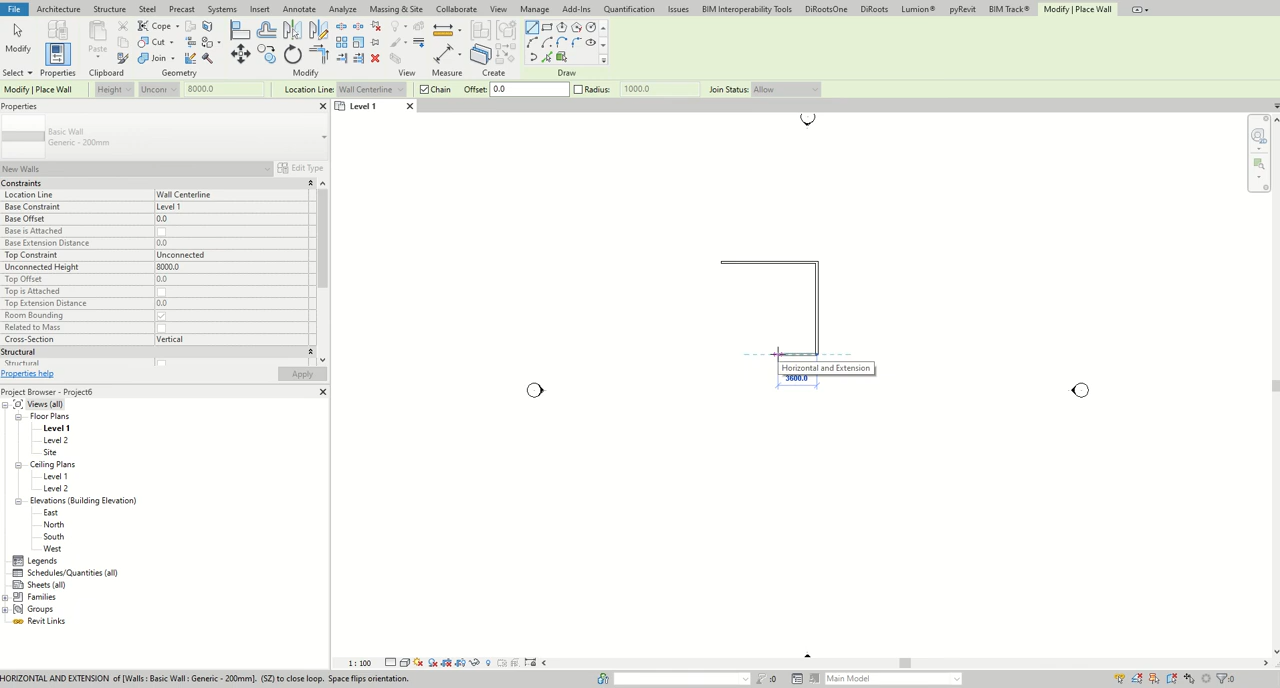 File Architecture Structure Steel Precast Systems Insert Annotate Analyze Massing & Site Collaborate View Manage Add-Ins Quantification Issues BIM Interoperability Tools DiRootsOne DiRoots Lumion® pyRevit BIM Track® Modify | Place Wall
Cope
Modify Paste Cut
Join
Select Properties Clipboard Geometry Modify View Measure Create Draw
Modify | Place Wall Height Unconn 8000.0 Location Line: Wall Centerline Chain Offset: 0.0 Radius: 1000.0 Join Status: Allow
Properties
Level 1
Basic Wall
Generic - 200mm
New Walls Edit Type
Constraints
Location Line Wall Centerline
Base Constraint Level 1
Base Offset 0.0
Base is Attached
Base Extension Distance 0.0
Top Constraint Unconnected
Unconnected Height 8000.0
Top Offset 0.0
Top is Attached
Top Extension Distance 0.0
Room Bounding
Related to Mass
Cross-Section Vertical
Structural
Structural
Properties help Apply
Horizontal and Extension
3600.0
Project Browser - Project6
Views (all)
Floor Plans
Level 1
Level 2
Site
Ceiling Plans
Level 1
Level 2
Elevations (Building Elevation)
East
North
South
West
Legends
Schedules/Quantities (all)
Sheets (all)
Families
Groups
Revit Links
1 : 100
HORIZONTAL AND EXTENSION of [Walls : Basic Wall : Generic - 200mm]. (SZ) to close loop. Space flips orientation. :0 Main Model :0